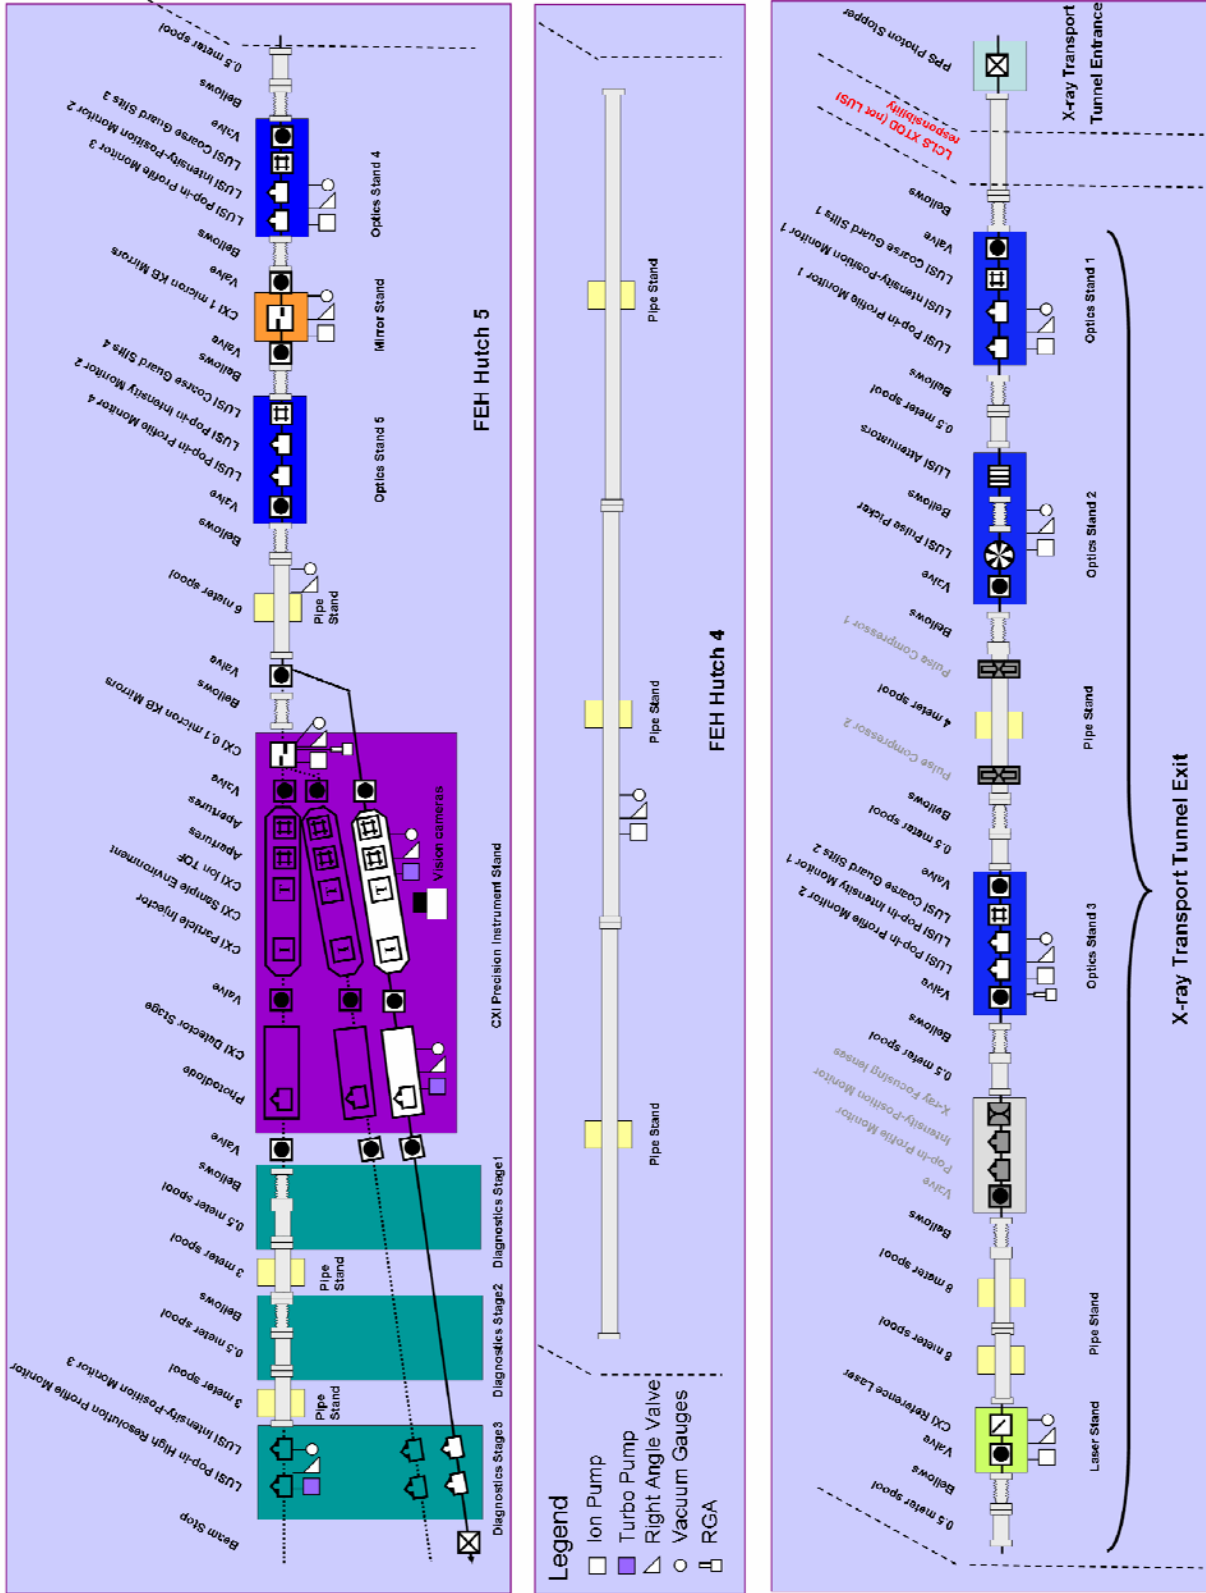 0.5 meter spool
Bellows
Valve
LUSI Coarse Guard Slits 3
LUSI Intensity-Position Monitor 2
LUSI Pop-in Profile Monitor 3
Bellows
Valve
CXI 1 micron KB Mirrors
Valve
Bellows
LUSI Coarse Guard Slits 4
LUSI Pop-in Intensity Monitor 2
LUSI Pop-in Profile Monitor 4
Valve
Bellows
6 meter spool
Valve
Bellows
CXI 0.1 micron KB Mirrors
Valve
Apertures
Apertures
CXI Ion TOF
CXI Sample Environment
CXI Particle Injector
Valve
CXI Detector Stage
Photodiode
Valve
Bellows
0.5 meter spool
3 meter spool
Bellows
0.5 meter spool
3 meter spool
LUSI Intensity-Position Monitor 3
LUSI Pop-in High Resolution Profile Monitor
Beam Stop
Optics Stand 4
Mirror Stand
Optics Stand 5
Pipe
Stand
Vision cameras
CXI Precision Instrument Stand
Diagnostics Stage1
Pipe
Stand
Diagnostics Stage2
Pipe
Stand
Diagnostics Stage3
FEH Hutch 5
Pipe Stand
Pipe Stand
Pipe Stand
FEH Hutch 4
Legend
Ion Pump
Turbo Pump
Right Angle Valve
Vacuum Gauges
RGA
PPS Photon Stopper
X-ray Transport
Tunnel Entrance
LCLS XTOD (not LUSI
responsibility
Bellows
Valve
LUSI Coarse Guard Slits 1
LUSI Intensity-Position Monitor 1
LUSI Pop-in Profile Monitor 1
Bellows
0.5 meter spool
LUSI Attenuators
Bellows
LUSI Pulse Picker
Valve
Bellows
Pulse Compressor 1
4 meter spool
Pulse Compressor 2
Bellows
0.5 meter spool
Valve
LUSI Coarse Guard Slits 2
LUSI Pop-in Intensity Monitor 1
LUSI Pop-in Profile Monitor 2
Valve
Bellows
0.5 meter spool
X-ray Focusing lenses
Intensity-Position Monitor
Pop-in Profile Monitor
Valve
Bellows
8 meter spool
8 meter spool
CXI Reference Laser
Valve
Bellows
0.5 meter spool
Optics Stand 1
Optics Stand 2
Pipe Stand
Optics Stand 3
Pipe Stand
Laser Stand
X-ray Transport Tunnel Exit